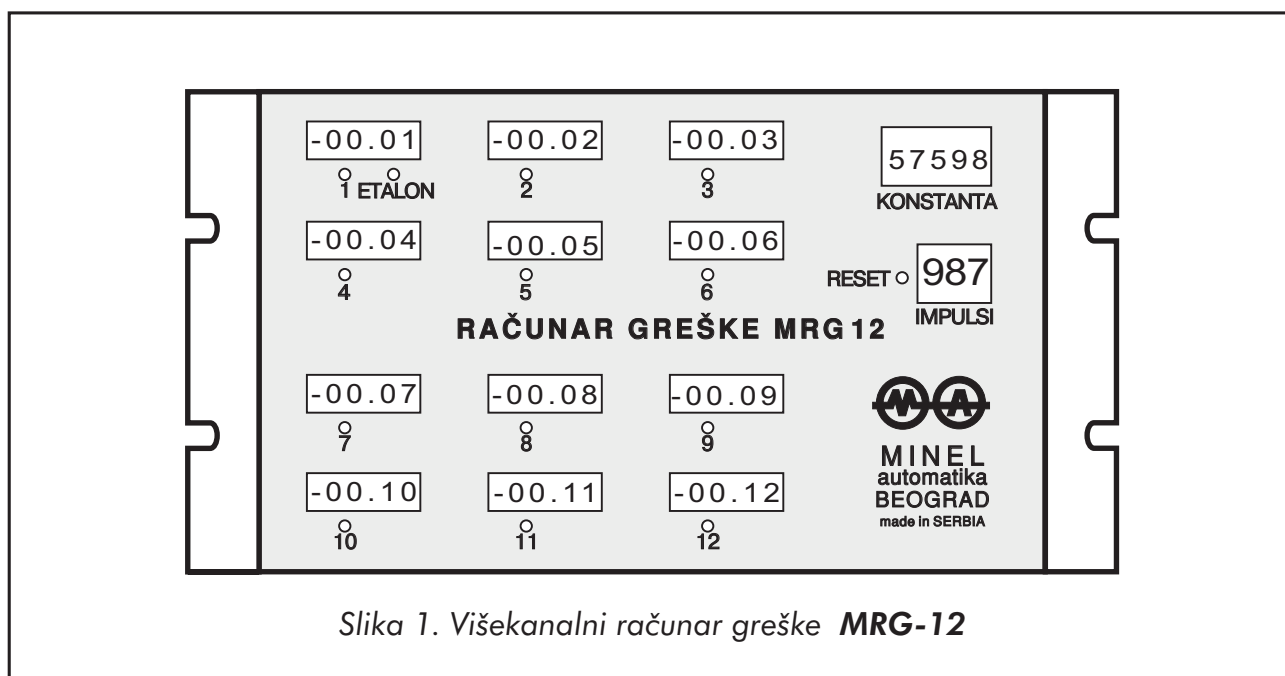 -00.01 -00.02 -00.03
57598
1 ETALON 2 3
KONSTANTA
-00.04 -00.05 -00.06
4 5 6
RESET 987
IMPULSI
RAČUNAR GREŠKE MRG 12
-00.07 -00.08 -00.09
7 8 9
MA
MINEL
automatika
BEOGRAD
made in SERBIA
-00.10 -00.11 -00.12
10 11 12
Slika 1. Višekanalni računar greške MRG-12